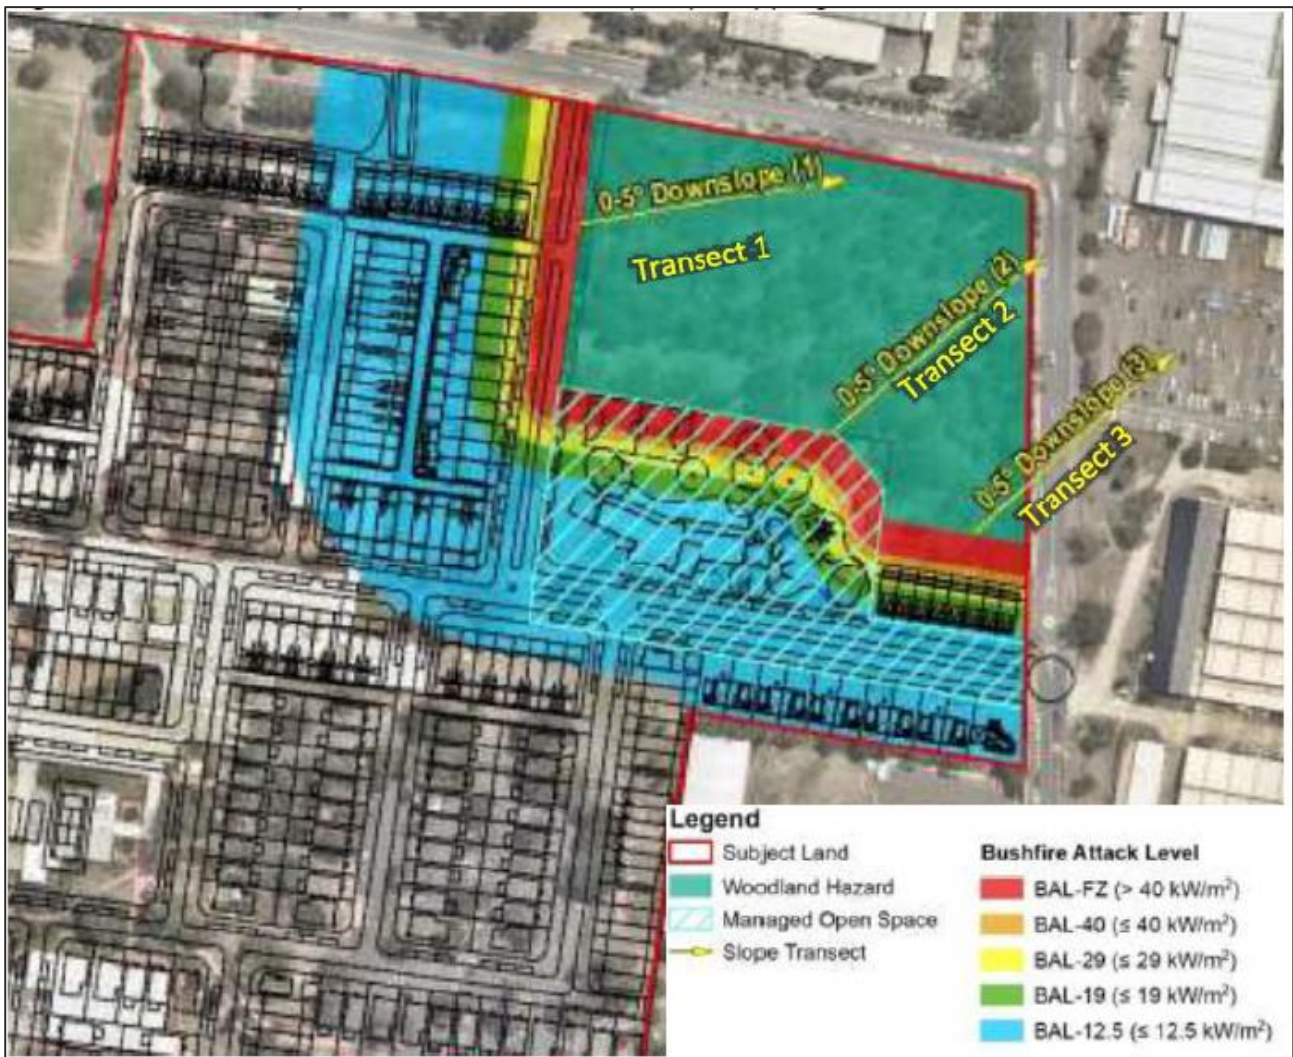 0-5° Downslope (1)
Transect 1
0-5° Downslope (2)
Transect 2
0-5° Downslope (3)
Transect 3
Legend
Subject Land
Woodland Hazard
Managed Open Space
Slope Transect
Bushfire Attack Level
BAL-FZ (> 40 kW/m²)
BAL-40 (≤ 40 kW/m²)
BAL-29 (≤ 29 kW/m²)
BAL-19 (≤ 19 kW/m²)
BAL-12.5 (≤ 12.5 kW/m²)